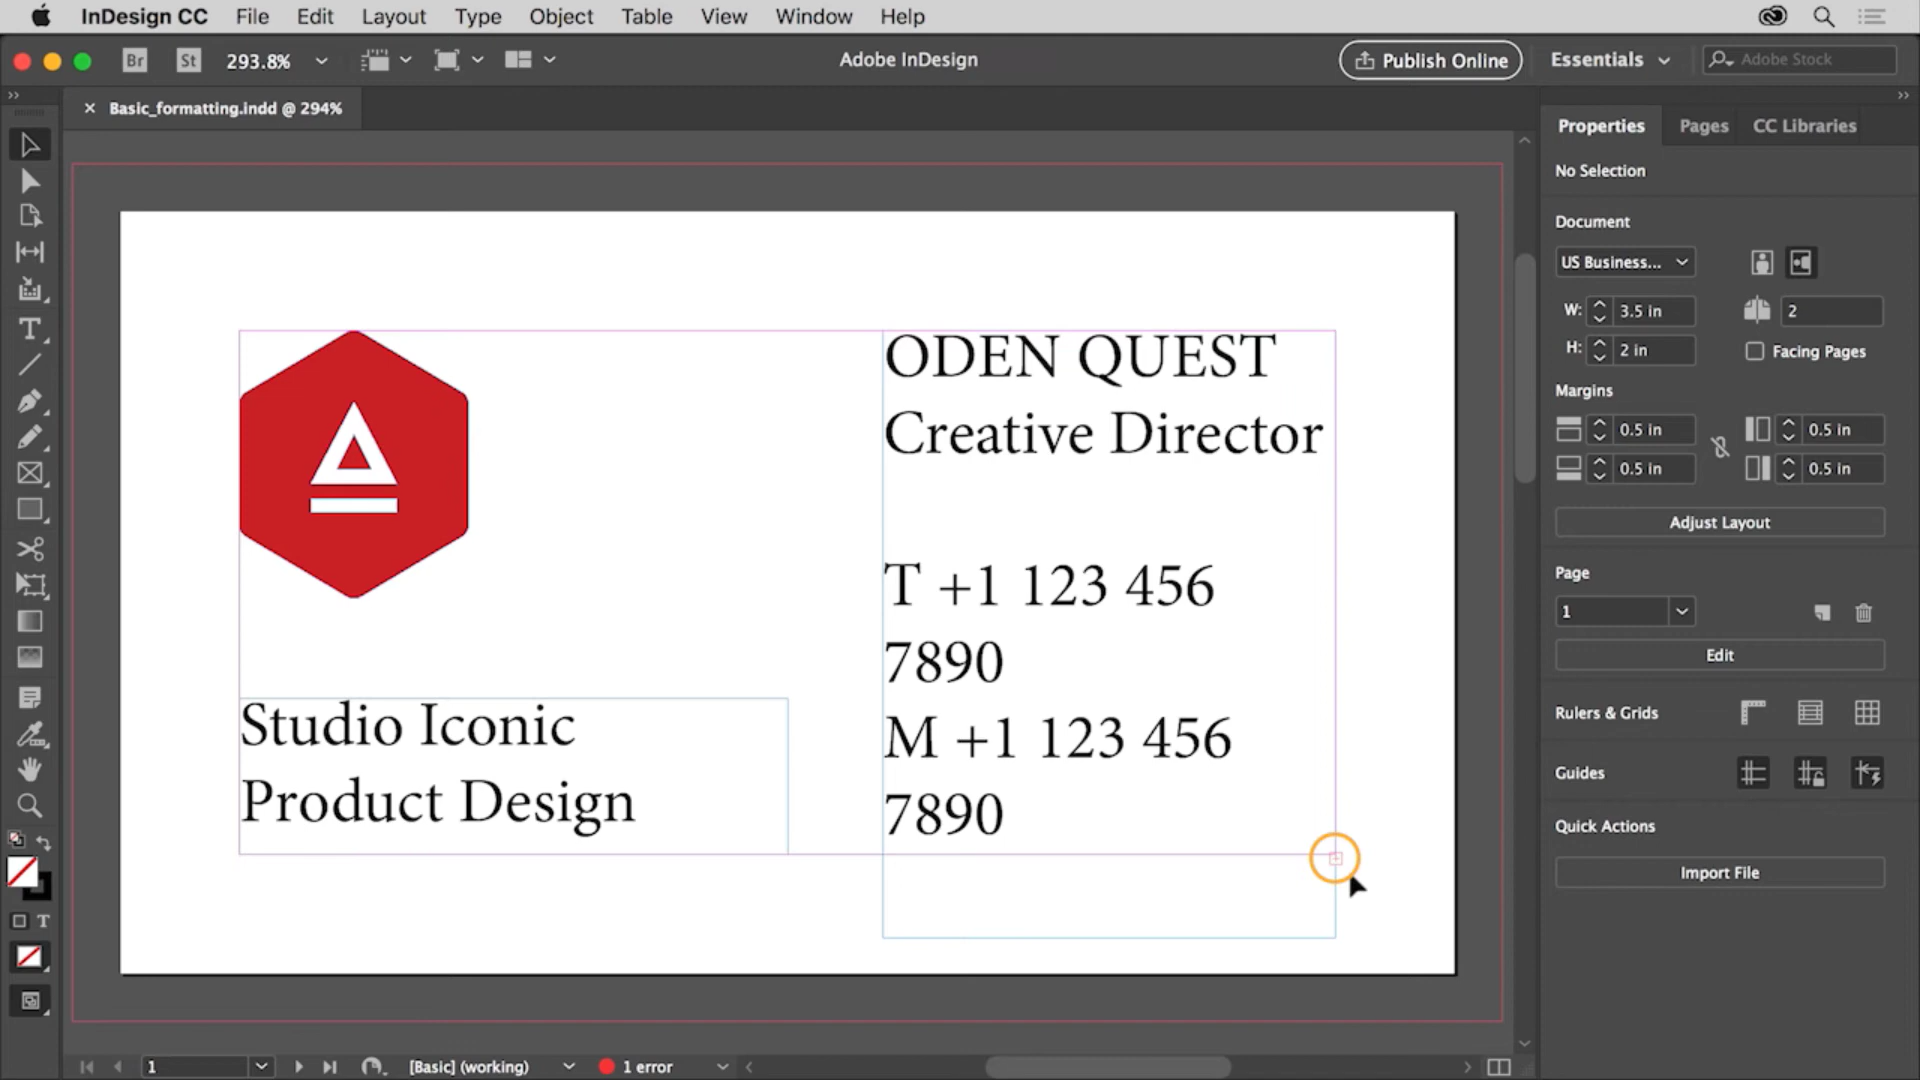 InDesign CC File Edit Layout Type Object Table View Window Help
Br St 293.8% Adobe InDesign Publish Online Essentials Adobe Stock
Basic_formatting.indd @ 294%
Properties Pages CC Libraries
No Selection
Document
US Business...
W: 3.5 in 2
H: 2 in Facing Pages
Margins
0.5 in 0.5 in
0.5 in 0.5 in
Adjust Layout
Page
1
Edit
Rulers & Grids
Guides
Quick Actions
Import File
ODEN QUEST
Creative Director
T +1 123 456
7890
M +1 123 456
7890
Studio Iconic
Product Design
1 [Basic] (working) 1 error